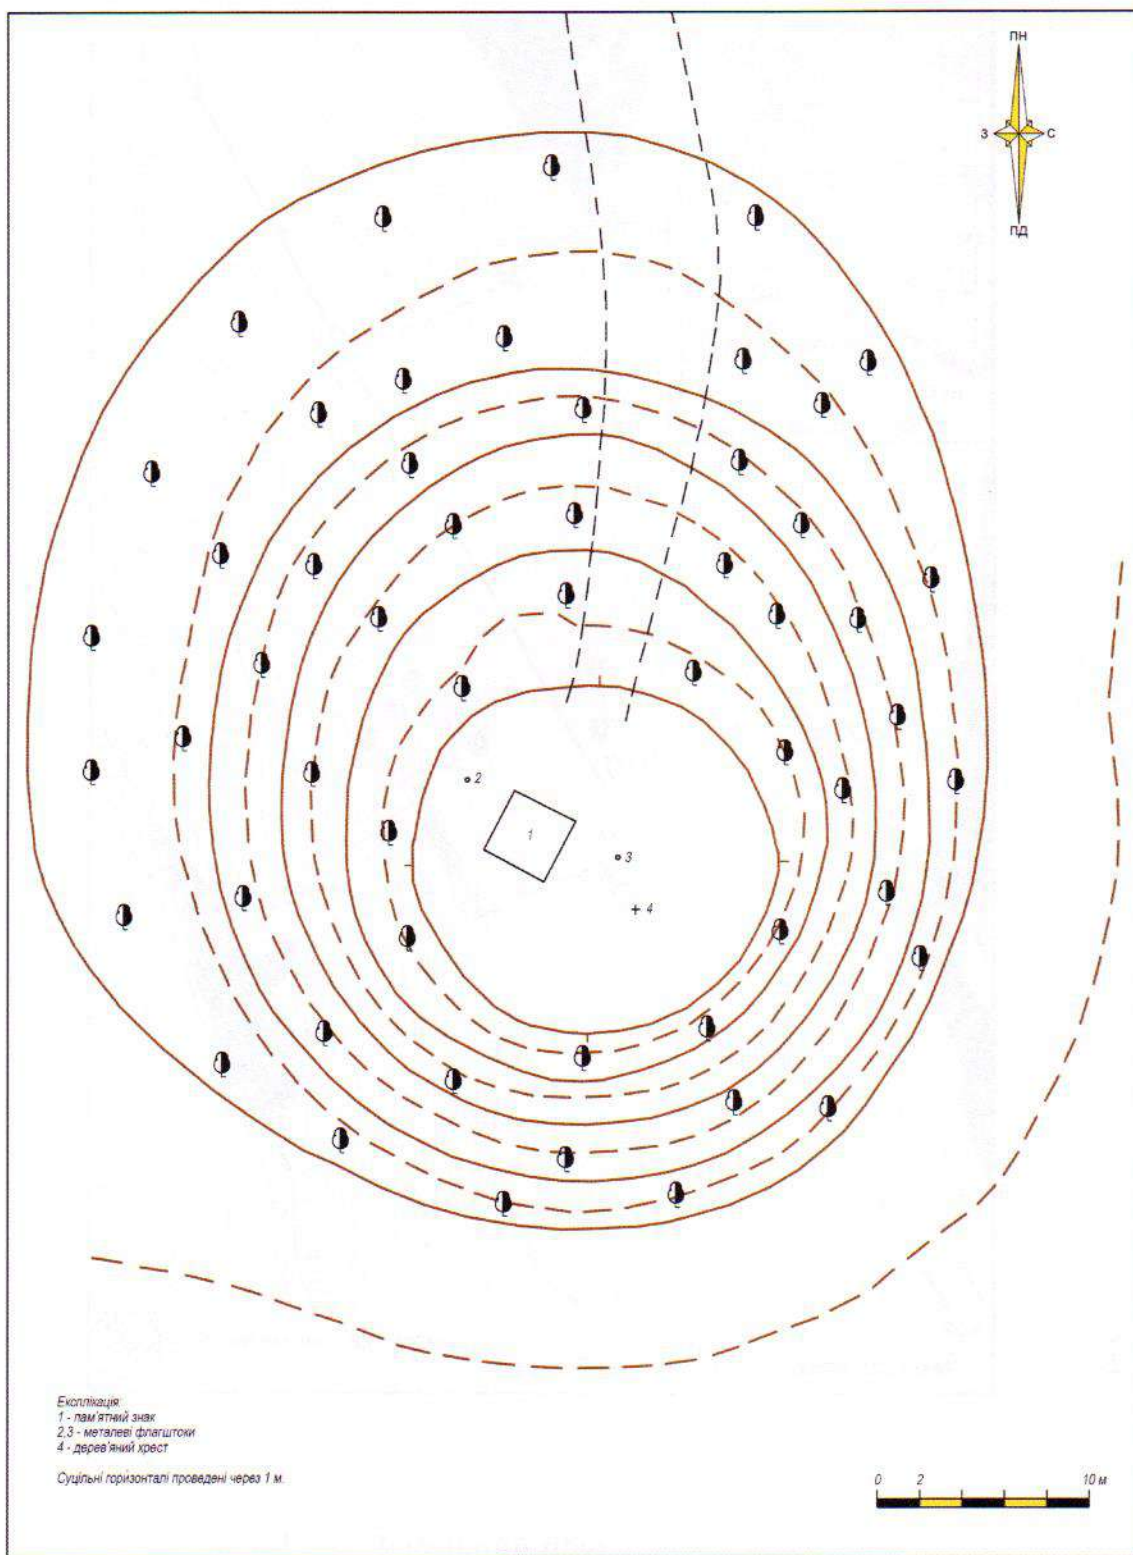 ПН
З С
ПД
2
1
3
4
Експлікація:
1 - пам'ятний знак
2,3 - металеві флагштоки
4 - дерев'яний хрест
Суцільні горизонталі проведені через 1 м.
0 2 10 м